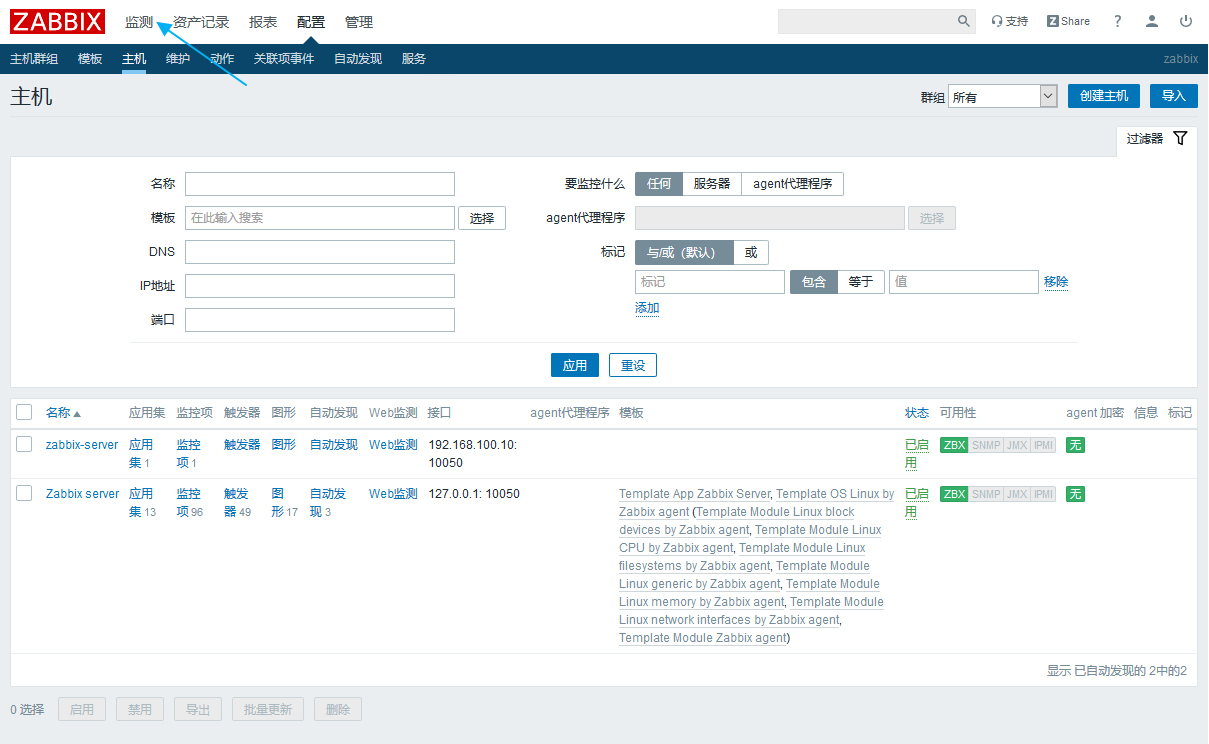 ZABBIX 监测 资产记录 报表 配置 管理 支持 Z Share ?
主机群组 模板 主机 维护 动作 关联项事件 自动发现 服务 zabbix
主机 群组 所有 创建主机 导入
过滤器
名称 要监控什么 任何 服务器 agent代理程序
模板 在此输入搜索 选择 agent代理程序 选择
DNS 标记 与/或（默认） 或
IP地址 标记 包含 等于 值 移除
端口 添加
应用 重设
名称 应用集 监控项 触发器 图形 自动发现 Web监测 接口 agent代理程序 模板 状态 可用性 agent 加密 信息 标记
zabbix-server 应用 监控 触发器 图形 自动发现 Web监测 192.168.100.10: 已启 ZBX SNMP JMX IPMI 无
集 1 项 1 10050 用
Zabbix server 应用 监控 触发 图 自动发 Web监测 127.0.0.1: 10050 Template App Zabbix Server, Template OS Linux by 已启 ZBX SNMP JMX IPMI 无
集 13 项 96 器 49 形 17 现 3 Zabbix agent (Template Module Linux block 用
devices by Zabbix agent, Template Module Linux
CPU by Zabbix agent, Template Module Linux
filesystems by Zabbix agent, Template Module
Linux generic by Zabbix agent, Template Module
Linux memory by Zabbix agent, Template Module
Linux network interfaces by Zabbix agent,
Template Module Zabbix agent)
显示 已自动发现的 2中的2
0 选择 启用 禁用 导出 批量更新 删除